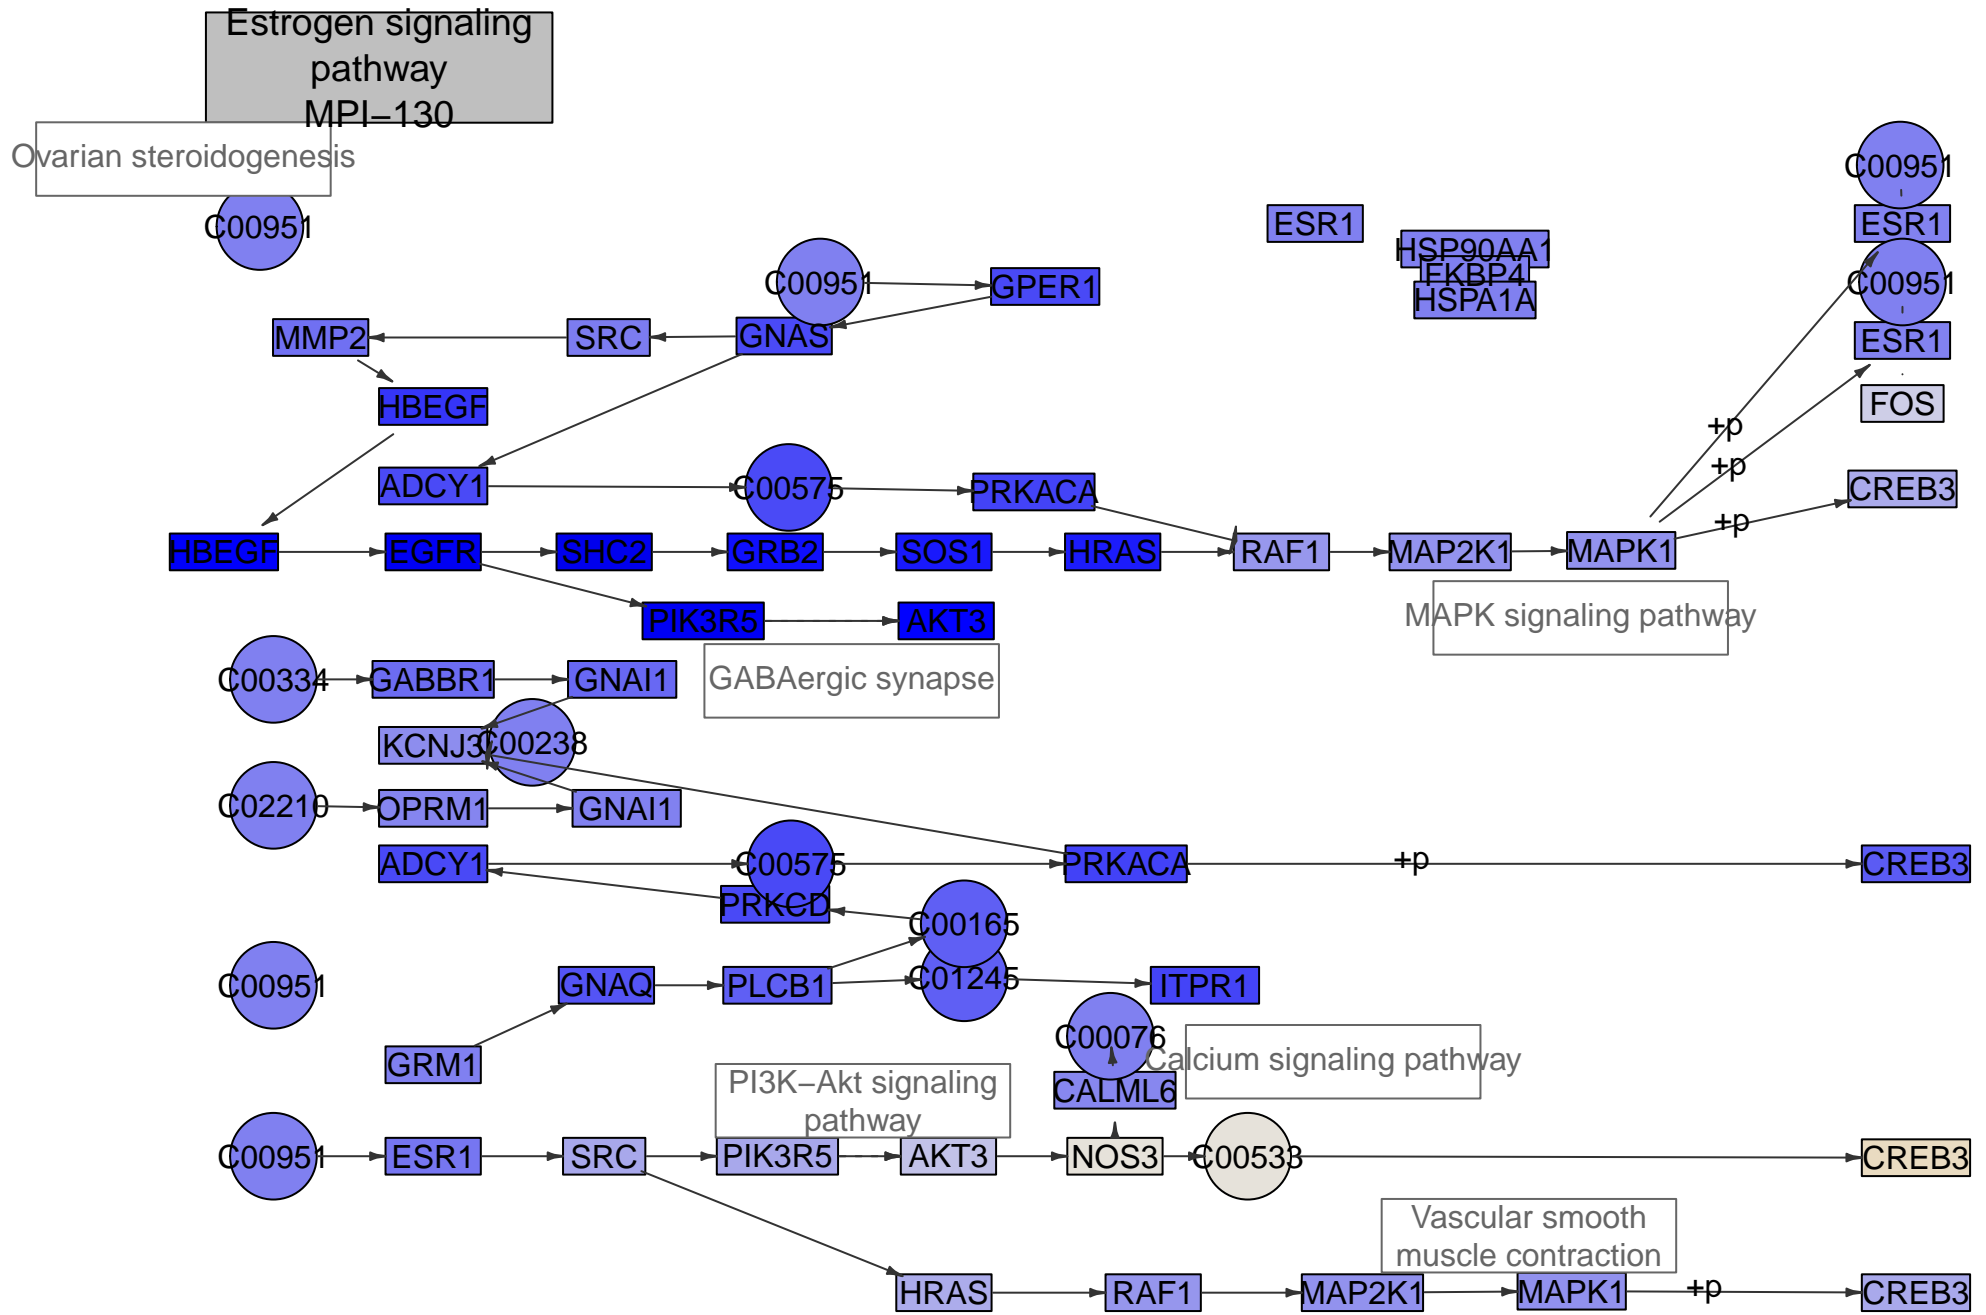 Estrogen signaling
pathway
MPI–130
Ovarian steroidogenesis
C00951
C00951
ESR1
C00951
ESR1
HSP90AA1
FKBP4
HSPA1A
C00951
GPER1
C00951
ESR1
MMP2
SRC
GNAS
HBEGF
FOS
+p
+p
ADCY1
C00575
PRKACA
CREB3
+p
HBEGF
EGFR
SHC2
GRB2
SOS1
HRAS
RAF1
MAP2K1
MAPK1
PIK3R5
AKT3
MAPK signaling pathway
C00334
GABBR1
GNAI1
GABAergic synapse
KCNJ3
C00238
C02210
OPRM1
GNAI1
ADCY1
C00575
PRKACA
+p
CREB3
PRKCD
C00165
C00951
GNAQ
PLCB1
C01245
ITPR1
C00076
Calcium signaling pathway
GRM1
CALML6
PI3K–Akt signaling
pathway
C00951
ESR1
SRC
PIK3R5
AKT3
NOS3
C00533
CREB3
Vascular smooth
muscle contraction
HRAS
RAF1
MAP2K1
MAPK1
+p
CREB3